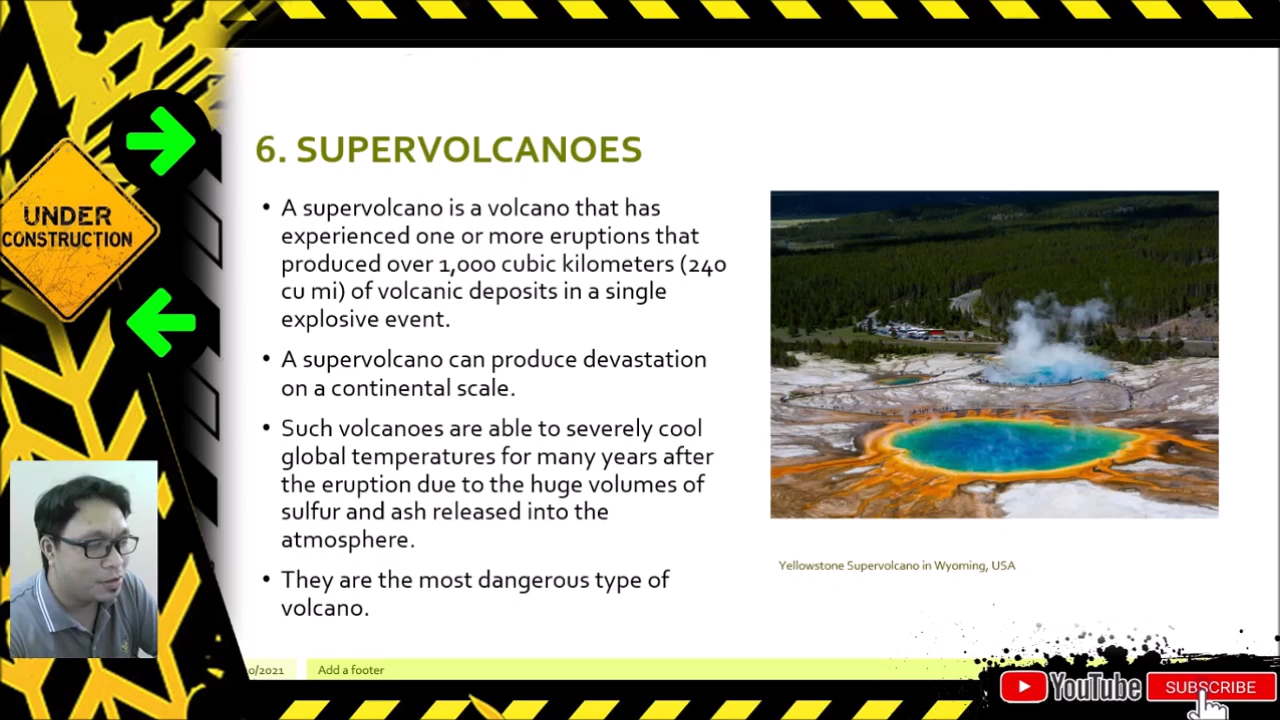 6. SUPERVOLCANOES
UNDER
CONSTRUCTION
• A supervolcano is a volcano that has
experienced one or more eruptions that
produced over 1,000 cubic kilometers (240
cu mi) of volcanic deposits in a single
explosive event.
• A supervolcano can produce devastation
on a continental scale.
• Such volcanoes are able to severely cool
global temperatures for many years after
the eruption due to the huge volumes of
sulfur and ash released into the
atmosphere.
• They are the most dangerous type of
volcano.
Yellowstone Supervolcano in Wyoming, USA
0/2021
Add a footer
YouTube
SUBSCRIBE